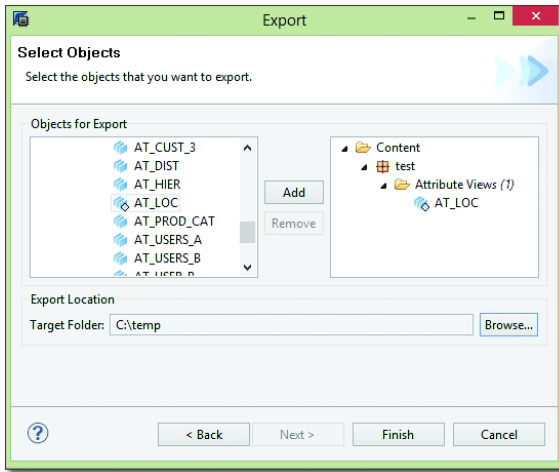 Export
Select Objects
Select the objects that you want to export.
Objects for Export
AT_CUST_3
AT_DIST
AT_HIER
AT_LOC
AT_PROD_CAT
AT_USERS_A
AT_USERS_B
Add
Remove
Content
test
Attribute Views (1)
AT_LOC
Export Location
Target Folder: C:\temp Browse...
? < Back Next > Finish Cancel